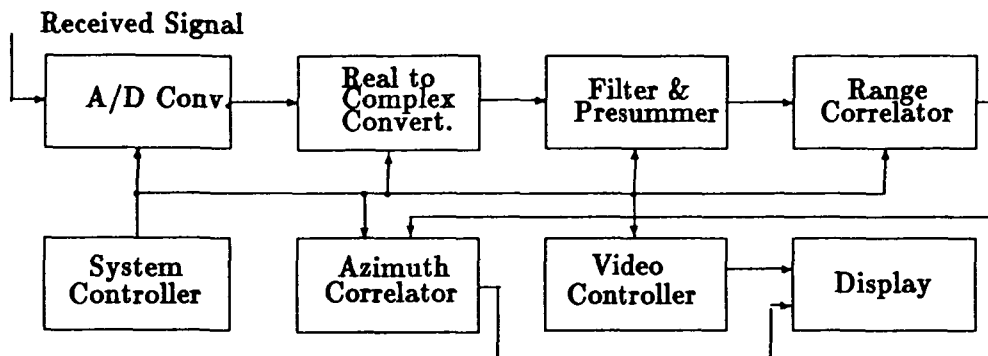 Received Signal
A/D Conv.
Real to
Complex
Convert.
Filter &
Presummer
Range
Correlator
System
Controller
Azimuth
Correlator
Video
Controller
Display